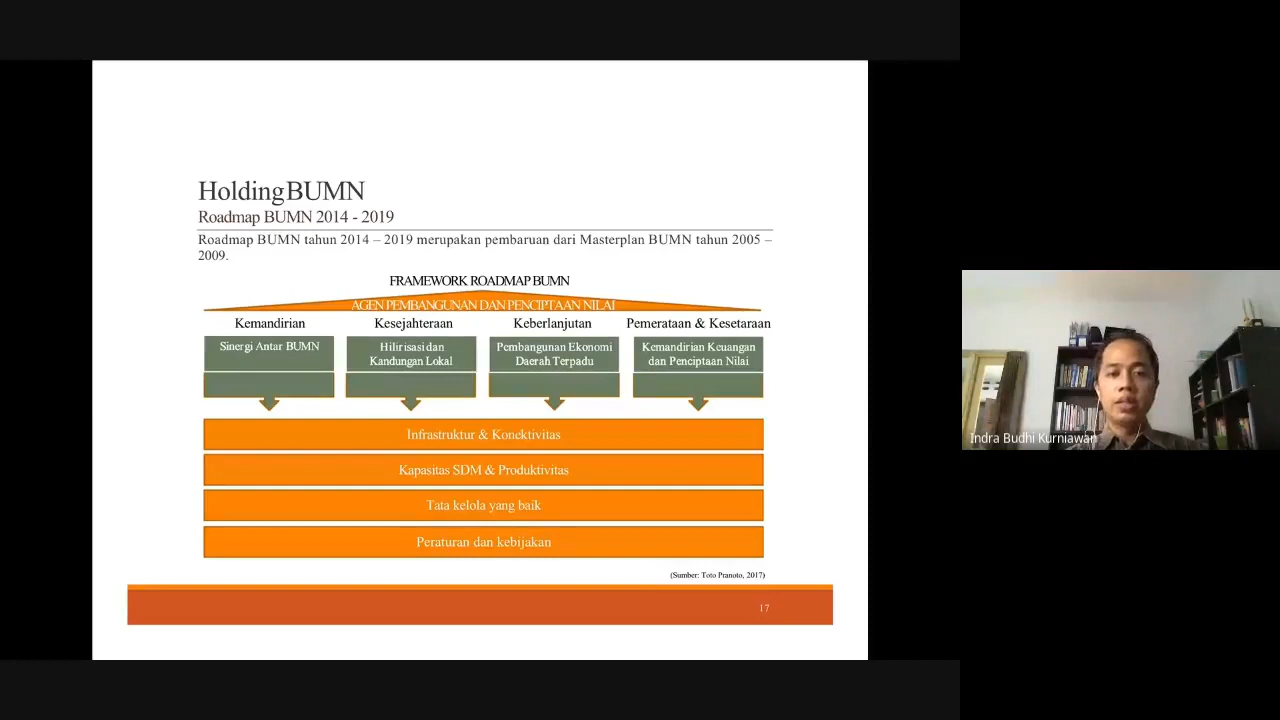 HoldingBUMN
Roadmap BUMN 2014 - 2019
Roadmap BUMN tahun 2014 – 2019 merupakan pembaruan dari Masterplan BUMN tahun 2005 –
2009.
FRAMEWORK ROADMAP BUMN
AGEN PEMBANGUNAN DAN PENCIPTAAN NILAI
Kemandirian
Kesejahteraan
Keberlanjutan
Pemerataan & Kesetaraan
Sinergi Antar BUMN
Hilirisasi dan
Kandungan Lokal
Pembangunan Ekonomi
Daerah Terpadu
Kemandirian Keuangan
dan Penciptaan Nilai
Infrastruktur & Konektivitas
Kapasitas SDM & Produktivitas
Tata kelola yang baik
Peraturan dan kebijakan
(Sumber: Toto Pranoto, 2017)
17
Indra Budhi Kurniawan